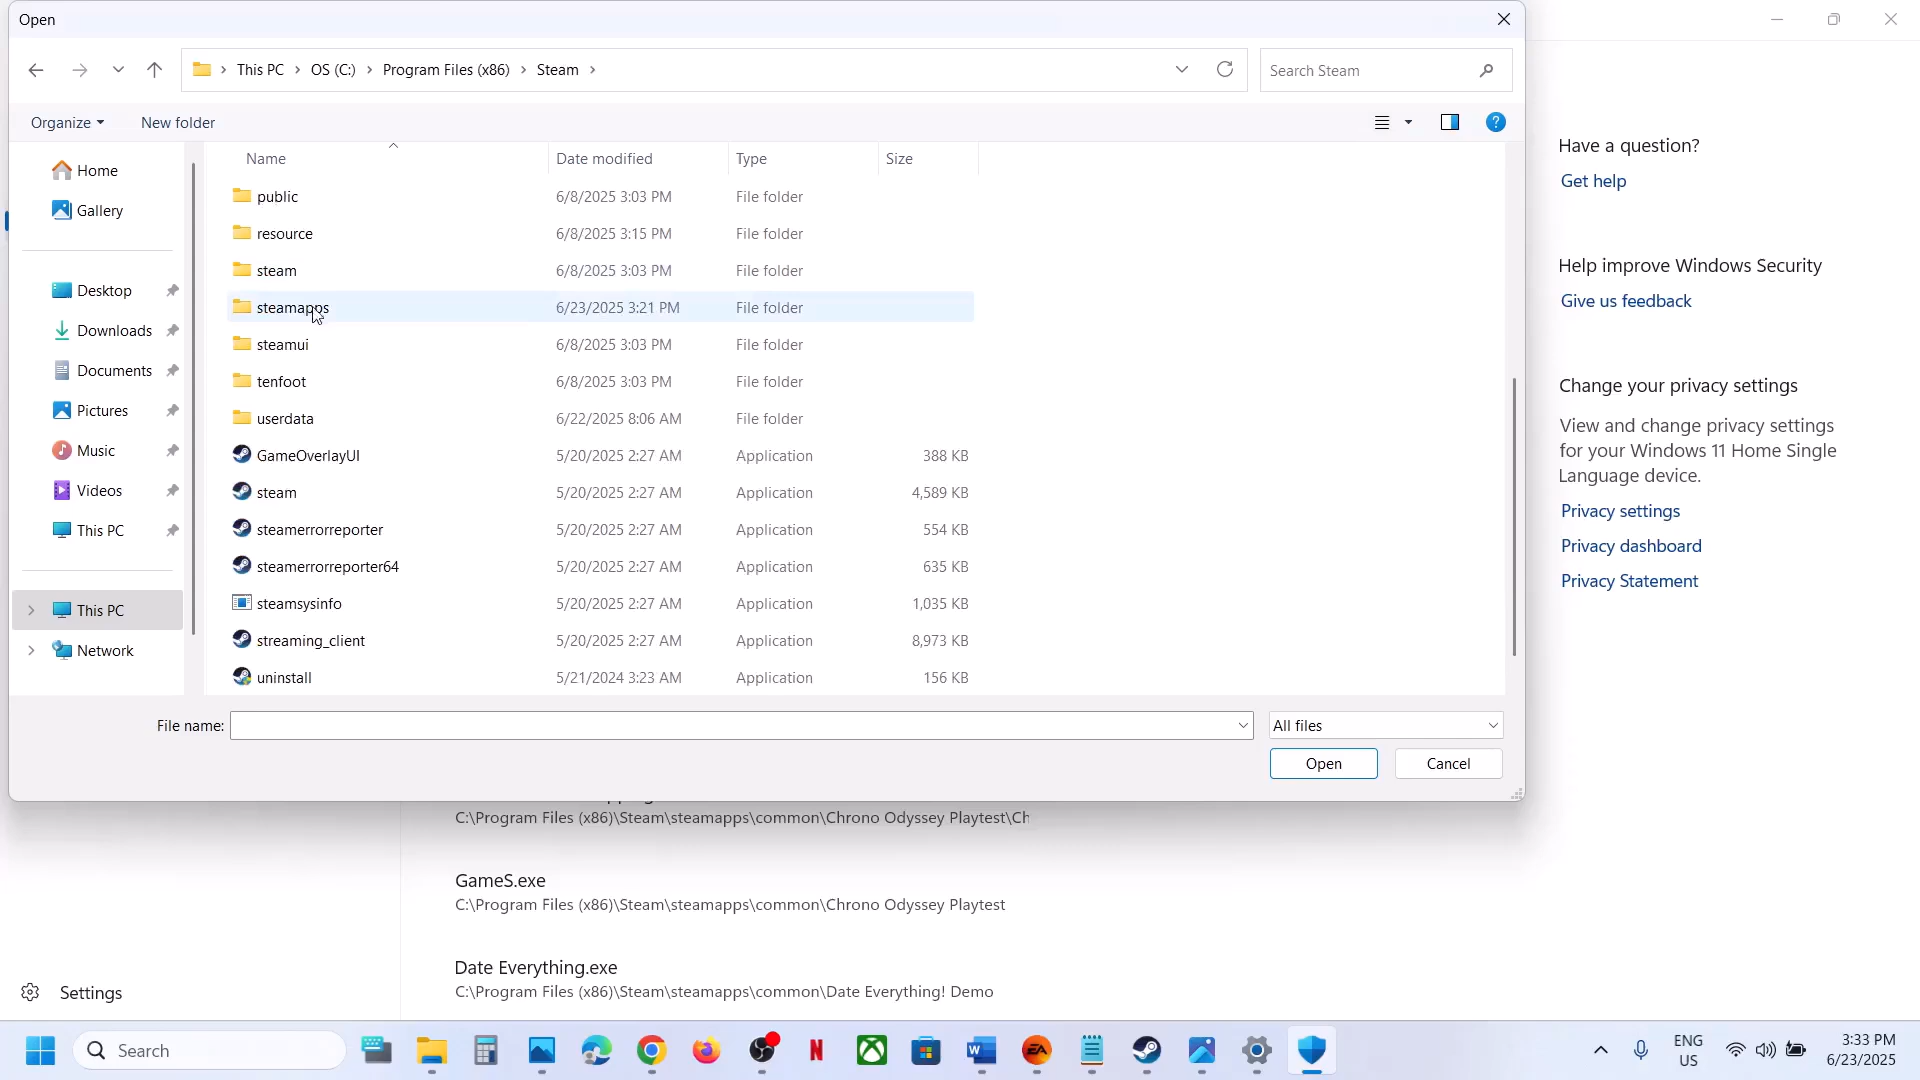 Open
This PC > OS (C:) > Program Files (x86) > Steam >
Search Steam
Organize
New folder
Home
Gallery
Desktop
Downloads
Documents
Pictures
Music
Videos
This PC
This PC
Network
Name Date modified Type Size
public 6/8/2025 3:03 PM File folder
resource 6/8/2025 3:15 PM File folder
steam 6/8/2025 3:03 PM File folder
steamapps 6/23/2025 3:21 PM File folder
steamui 6/8/2025 3:03 PM File folder
tenfoot 6/8/2025 3:03 PM File folder
userdata 6/22/2025 8:06 AM File folder
GameOverlayUI 5/20/2025 2:27 AM Application 388 KB
steam 5/20/2025 2:27 AM Application 4,589 KB
steamerrorreporter 5/20/2025 2:27 AM Application 554 KB
steamerrorreporter64 5/20/2025 2:27 AM Application 635 KB
steamsysinfo 5/20/2025 2:27 AM Application 1,035 KB
streaming_client 5/20/2025 2:27 AM Application 8,973 KB
uninstall 5/21/2024 3:23 AM Application 156 KB
File name:
All files
Open
Cancel
Have a question?
Get help
Help improve Windows Security
Give us feedback
Change your privacy settings
View and change privacy settings
for your Windows 11 Home Single
Language device.
Privacy settings
Privacy dashboard
Privacy Statement
C:\Program Files (x86)\Steam\steamapps\common\Chrono Odyssey Playtest\Ch
GameS.exe
C:\Program Files (x86)\Steam\steamapps\common\Chrono Odyssey Playtest
Date Everything.exe
C:\Program Files (x86)\Steam\steamapps\common\Date Everything! Demo
Settings
Search
ENG
US
3:33 PM
6/23/2025